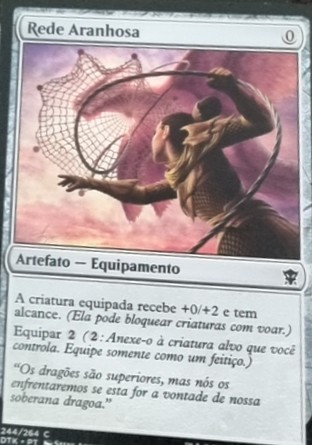 Rede Aranhosa 0
Artefato — Equipamento
A criatura equipada recebe +0/+2 e tem
alcance. (Ela pode bloquear criaturas com voar.)
Equipar 2 (2: Anexe-o à criatura alvo que você
controla. Equipe somente como um feitiço.)
"Os dragões são superiores, mas nós os
enfrentaremos se esta for a vontade de nossa
soberana dragoa."
244/264 C
DTK • PT